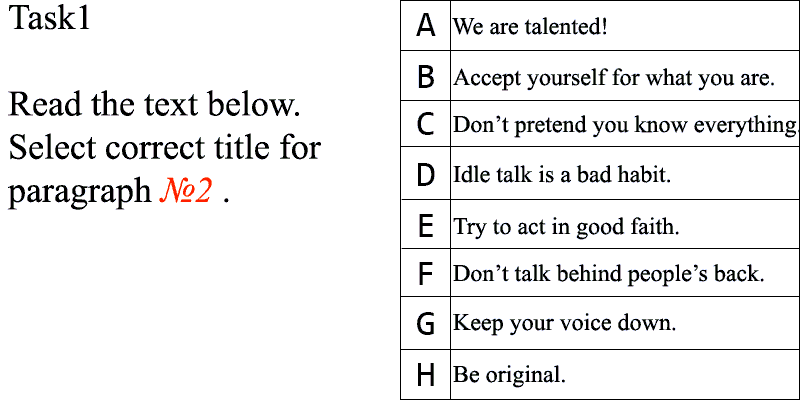 Task1
Read the text below.
Select correct title for
paragraph №2 .
A We are talented!
B Accept yourself for what you are.
C Don’t pretend you know everything.
D Idle talk is a bad habit.
E Try to act in good faith.
F Don’t talk behind people’s back.
G Keep your voice down.
H Be original.